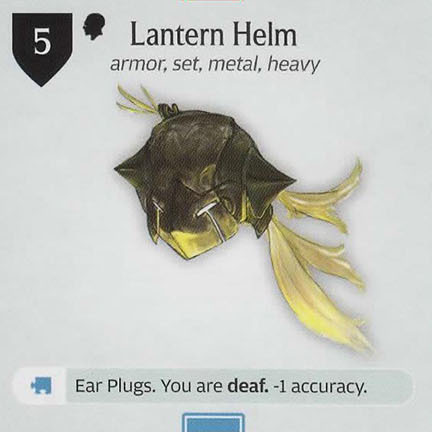 5
Lantern Helm
armor, set, metal, heavy
Ear Plugs. You are deaf. -1 accuracy.